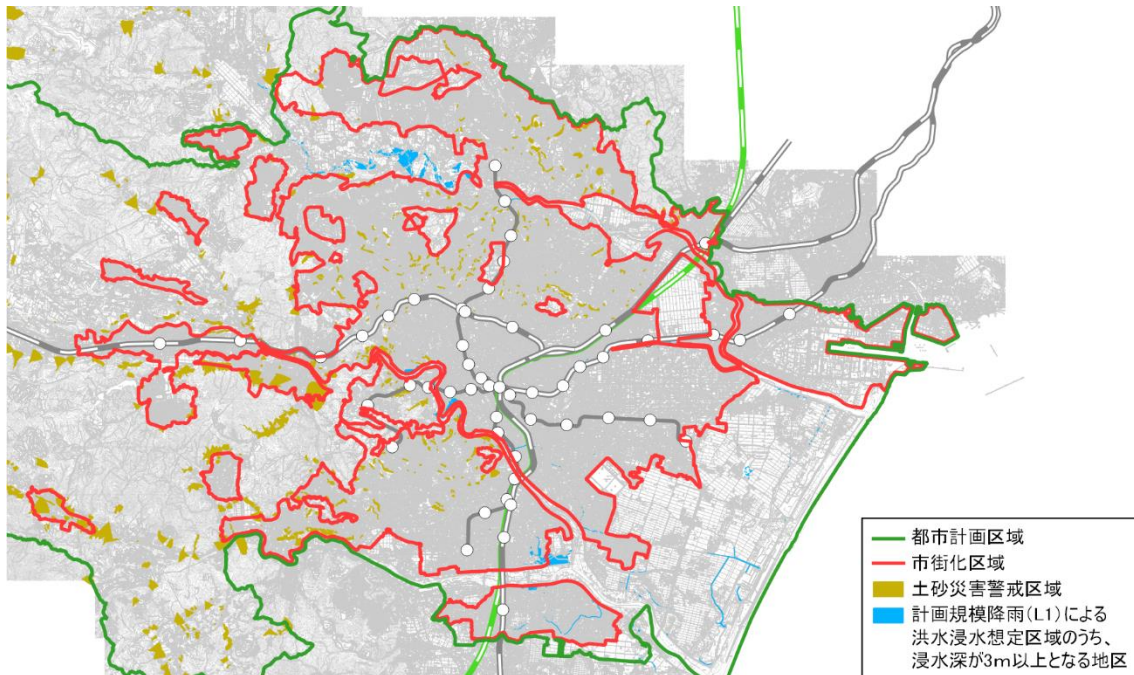 都市計画区域
市街化区域
土砂災害警戒区域
計画規模降雨(L1)による
洪水浸水想定区域のうち、
浸水深が3m以上となる地区